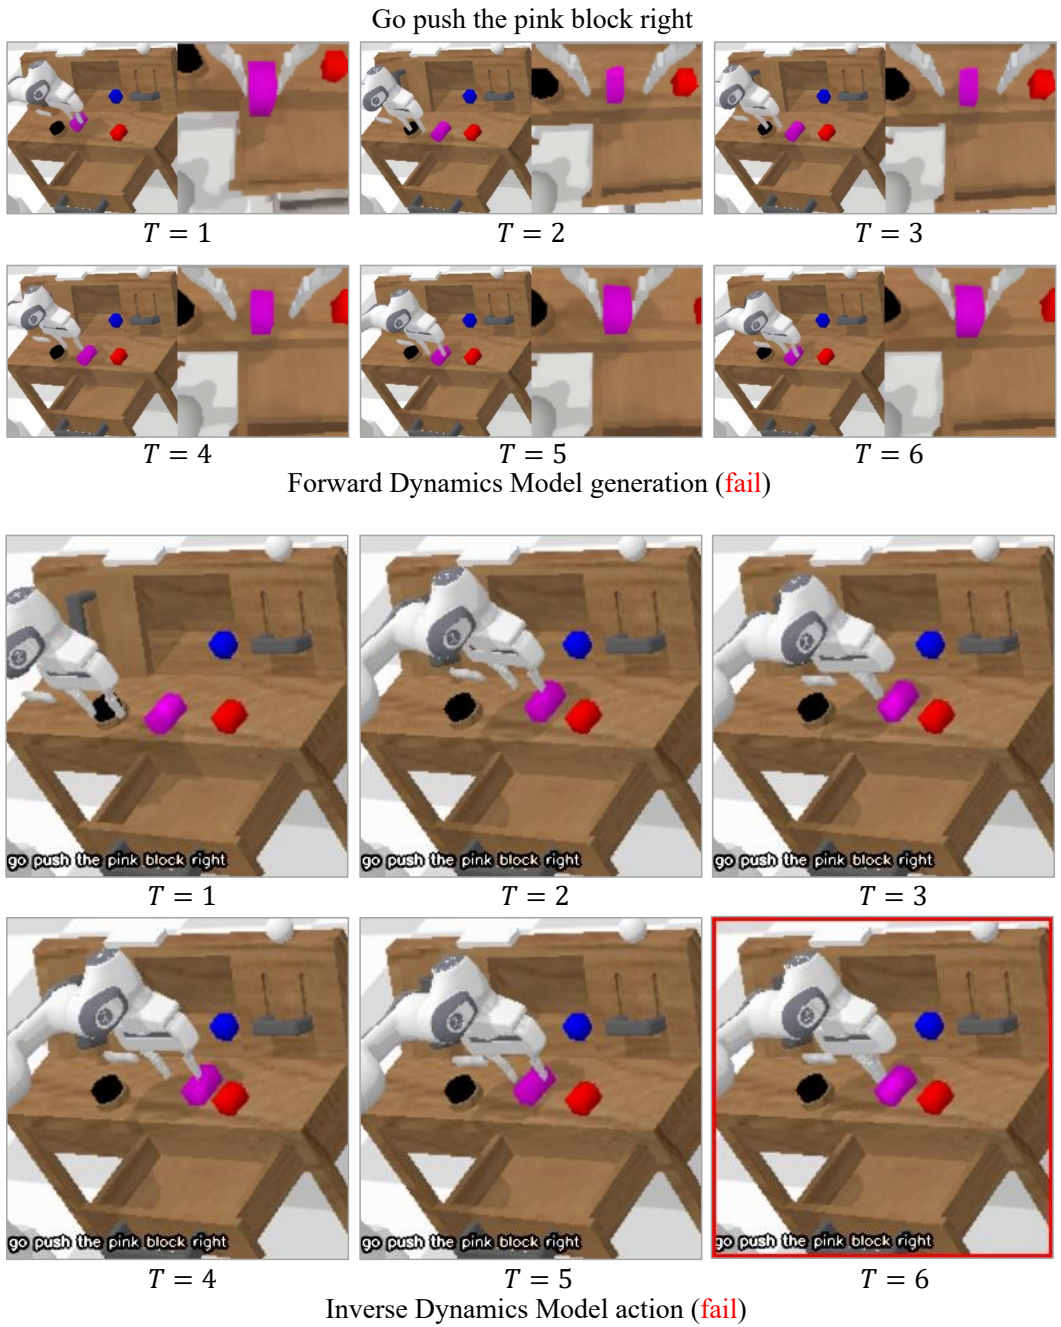 Go push the pink block right
T = 1
T = 2
T = 3
T = 4
T = 5
T = 6
Forward Dynamics Model generation (fail)
go push the pink block right
go push the pink block right
go push the pink block right
T = 1
T = 2
T = 3
go push the pink block right
go push the pink block right
go push the pink block right
T = 4
T = 5
T = 6
Inverse Dynamics Model action (fail)